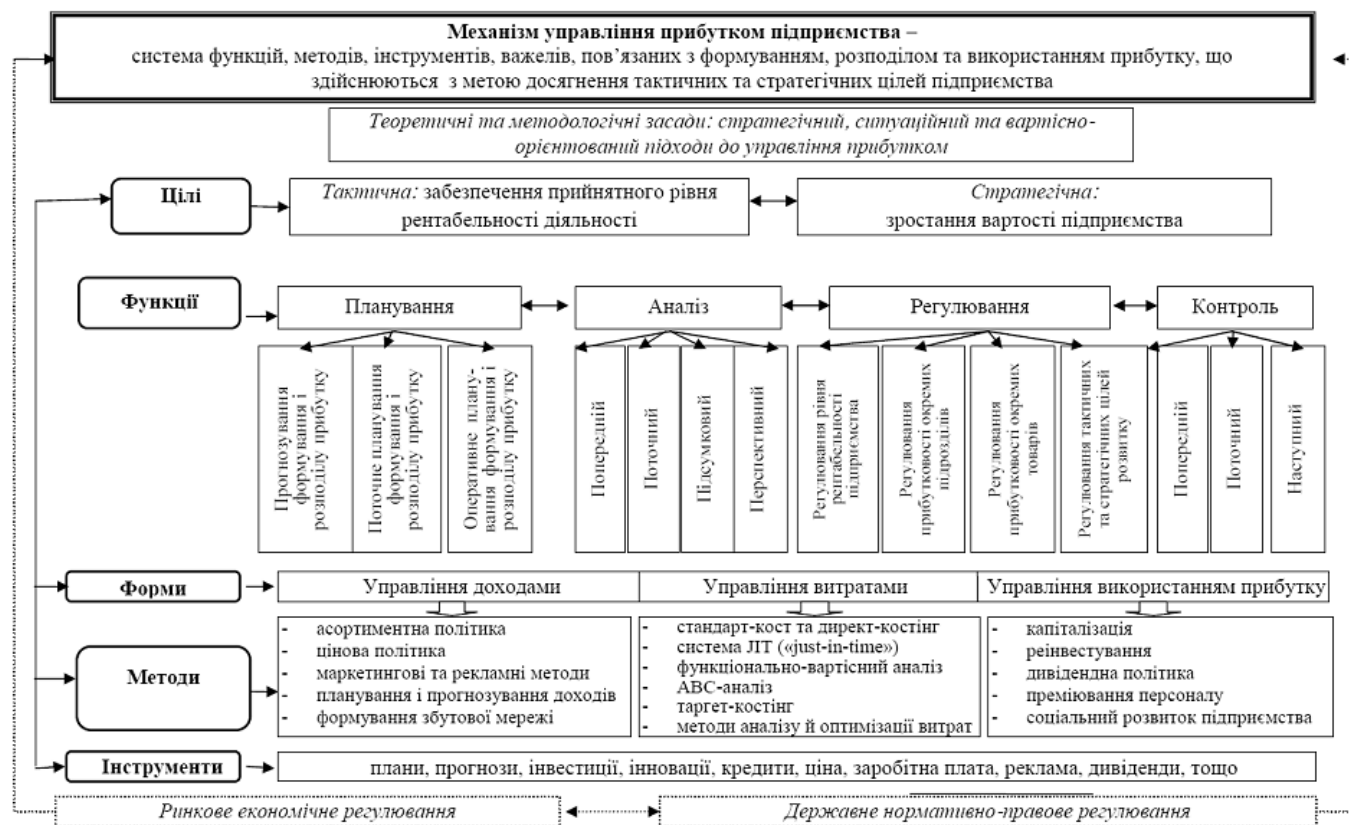 Механізм управління прибутком підприємства –
система функцій, методів, інструментів, важелів, пов’язаних з формуванням, розподілом та використанням прибутку, що
здійснюються з метою досягнення тактичних та стратегічних цілей підприємства
Теоретичні та методологічні засади: стратегічний, ситуаційний та вартісно-
орієнтований підходи до управління прибутком
Цілі
Тактична: забезпечення прийнятного рівня
рентабельності діяльності
Стратегічна:
зростання вартості підприємства
Функції
Планування
Аналіз
Регулювання
Контроль
Прогнозування
формування і
розподілу прибутку
Поточне планування
формування і
розподілу прибутку
Оперативне плану-
вання формування і
розподілу прибутку
Попередній
Поточний
Підсумковий
Перспективний
Регулювання рівня
рентабельності
підприємства
Регулювання
прибутковості окремих
підрозділів
Регулювання
прибутковості окремих
товарів
Регулювання тактичних
та стратегічних цілей
розвитку
Попередній
Поточний
Наступний
Форми
Управління доходами
Управління витратами
Управління використанням прибутку
Методи
- асортиментна політика
- цінова політика
- маркетингові та рекламні методи
- планування і прогнозування доходів
- формування збутової мережі
- стандарт-кост та директ-костінг
- система ЛТ («just-in-time»)
- функціонально-вартісний аналіз
- АВС-аналіз
- таргет-костінг
- методи аналізу й оптимізації витрат
- капіталізація
- реінвестування
- дивідендна політика
- преміювання персоналу
- соціальний розвиток підприємства
Інструменти
плани, прогнози, інвестиції, інновації, кредити, ціна, заробітна плата, реклама, дивіденди, тощо
Ринкове економічне регулювання
Державне нормативно-правове регулювання